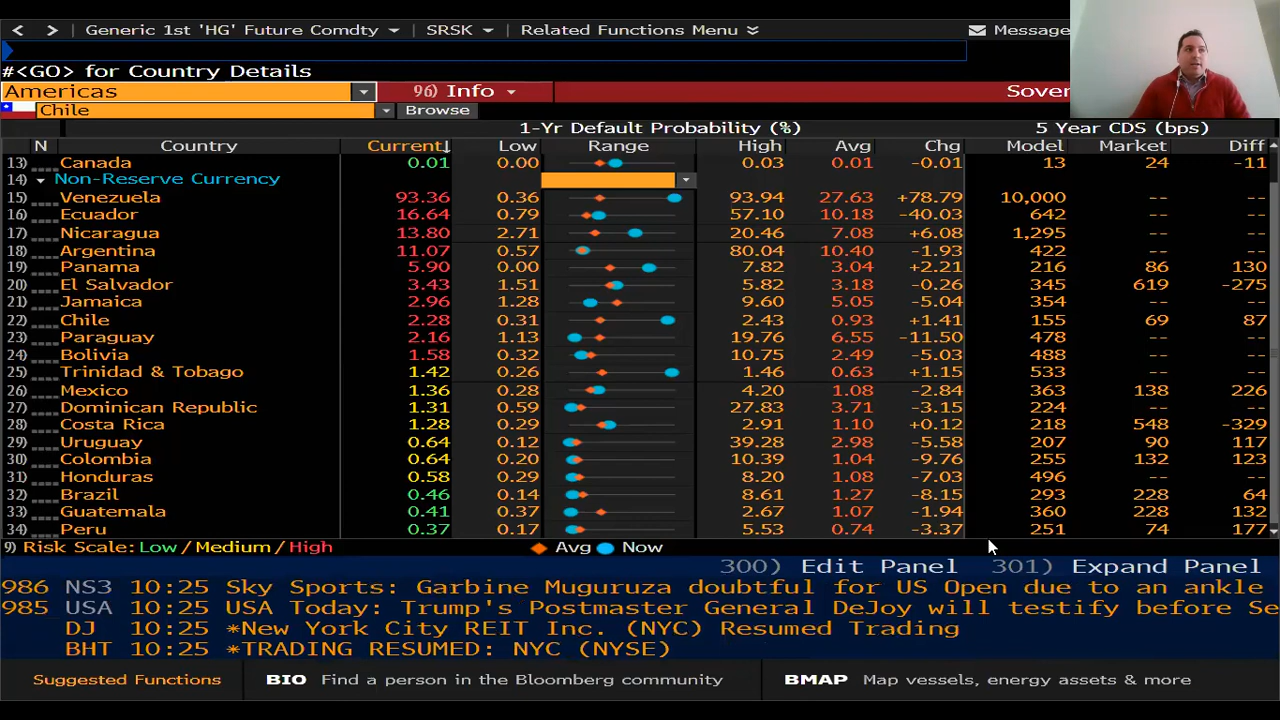 < > Generic 1st 'HG' Future Comdty SRSK Related Functions Menu Message
#<GO> for Country Details
Americas 96) Info Sover
Chile Browse
1-Yr Default Probability (%) 5 Year CDS (bps)
N Country Current↓ Low Range High Avg Chg Model Market Diff
13) Canada 0.01 0.00 0.03 0.01 -0.01 13 24 -11
14) Non-Reserve Currency
15) Venezuela 93.36 0.36 93.94 27.63 +78.79 10,000 -- --
16) Ecuador 16.64 0.79 57.10 10.18 -40.03 642 -- --
17) Nicaragua 13.80 2.71 20.46 7.08 +6.08 1,295 -- --
18) Argentina 11.07 0.57 80.04 10.40 -1.93 422 -- --
19) Panama 5.90 0.00 7.82 3.04 +2.21 216 86 130
20) El Salvador 3.43 1.51 5.82 3.18 -0.26 345 619 -275
21) Jamaica 2.96 1.28 9.60 5.05 -5.04 354 -- --
22) Chile 2.28 0.31 2.43 0.93 +1.41 155 69 87
23) Paraguay 2.16 1.13 19.76 6.55 -11.50 478 -- --
24) Bolivia 1.58 0.32 10.75 2.49 -5.03 488 -- --
25) Trinidad & Tobago 1.42 0.26 1.46 0.63 +1.15 533 -- --
26) Mexico 1.36 0.28 4.20 1.08 -2.84 363 138 226
27) Dominican Republic 1.31 0.59 27.83 3.71 -3.15 224 -- --
28) Costa Rica 1.28 0.29 2.91 1.10 +0.12 218 548 -329
29) Uruguay 0.64 0.12 39.28 2.98 -5.58 207 90 117
30) Colombia 0.64 0.20 10.39 1.04 -9.76 255 132 123
31) Honduras 0.58 0.29 8.20 1.08 -7.03 496 -- --
32) Brazil 0.46 0.14 8.61 1.27 -8.15 293 228 64
33) Guatemala 0.41 0.37 2.67 1.07 -1.94 360 228 132
34) Peru 0.37 0.17 5.53 0.74 -3.37 251 74 177
9) Risk Scale: Low / Medium / High Avg Now
300) Edit Panel 301) Expand Panel
986 NS3 10:25 Sky Sports: Garbine Muguruza doubtful for US Open due to an ankle
985 USA 10:25 USA Today: Trump's Postmaster General DeJoy will testify before Se
DJ 10:25 *New York City REIT Inc. (NYC) Resumed Trading
BHT 10:25 *TRADING RESUMED: NYC (NYSE)
Suggested Functions BIO Find a person in the Bloomberg community BMAP Map vessels, energy assets & more